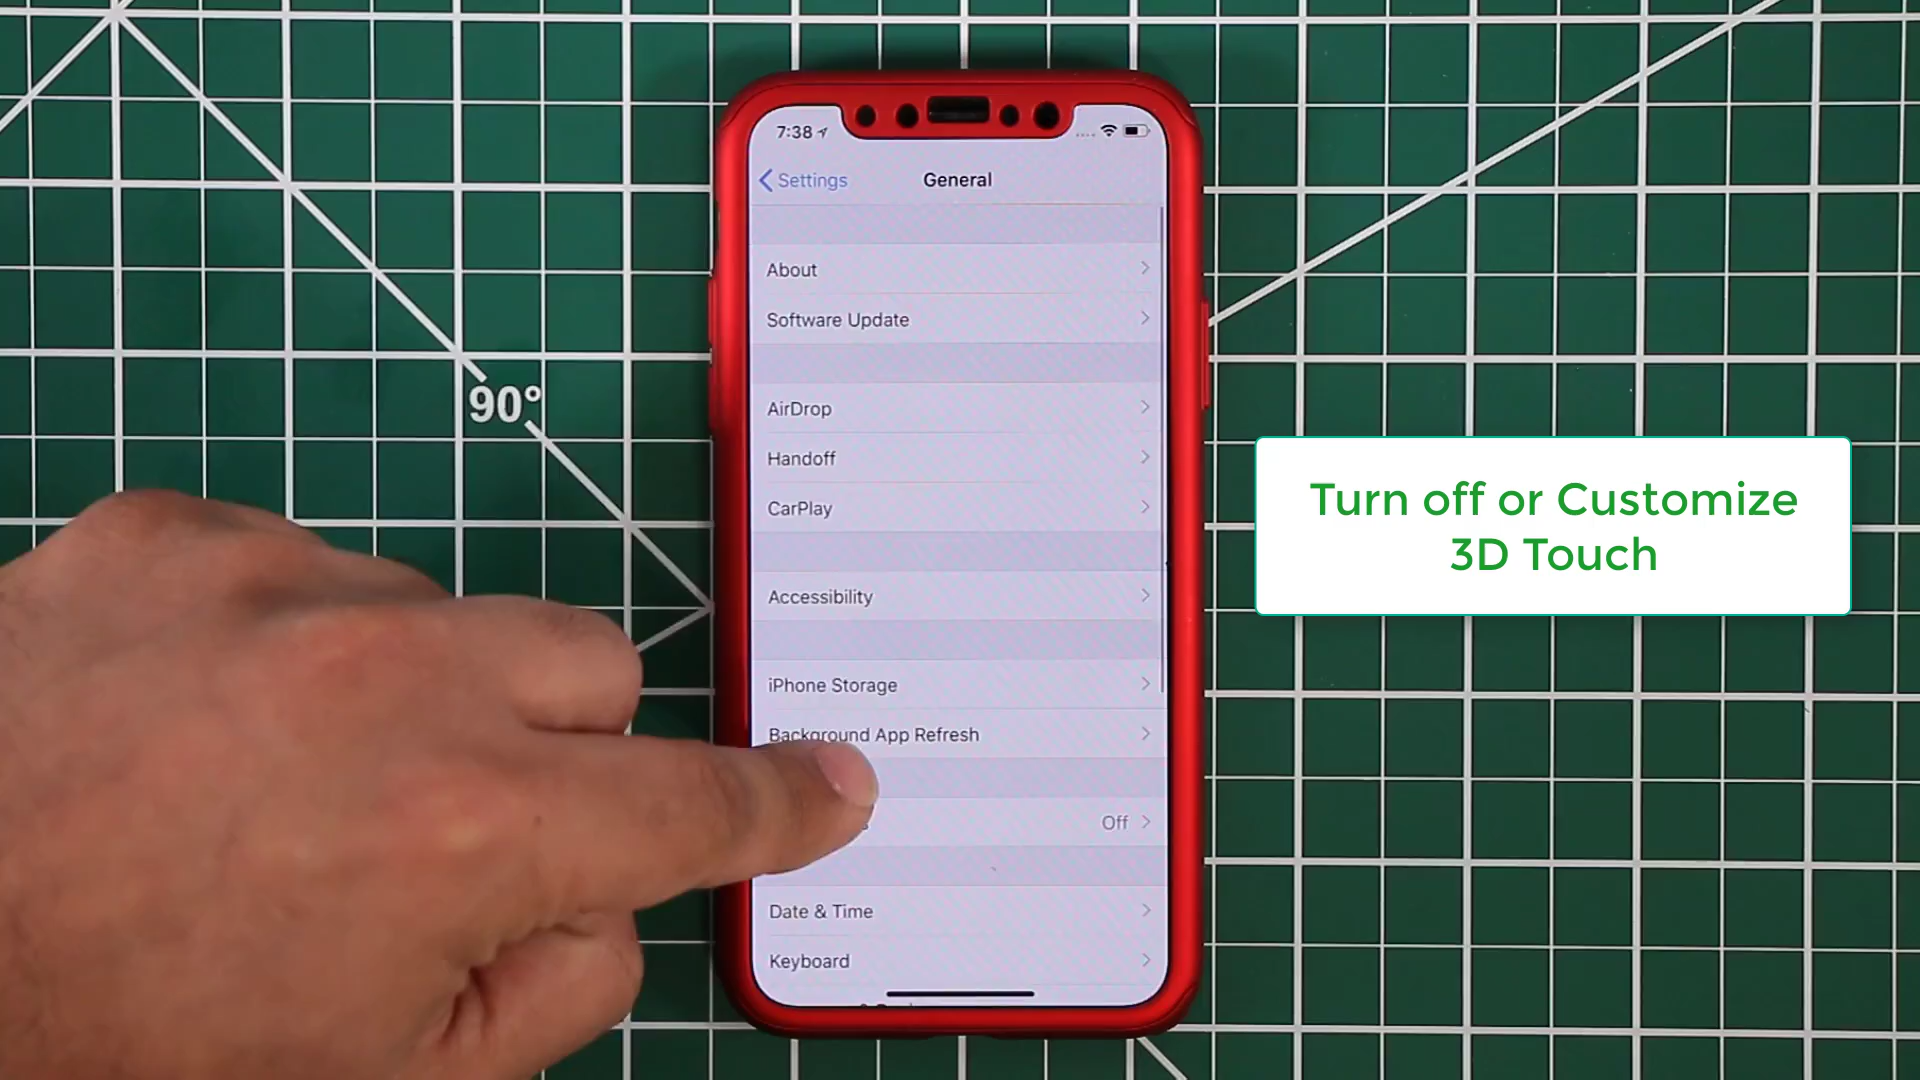 7:38
Settings
General
About
Software Update
AirDrop
Handoff
CarPlay
Accessibility
iPhone Storage
Background App Refresh
Off
Date & Time
Keyboard
90°
Turn off or Customize
3D Touch